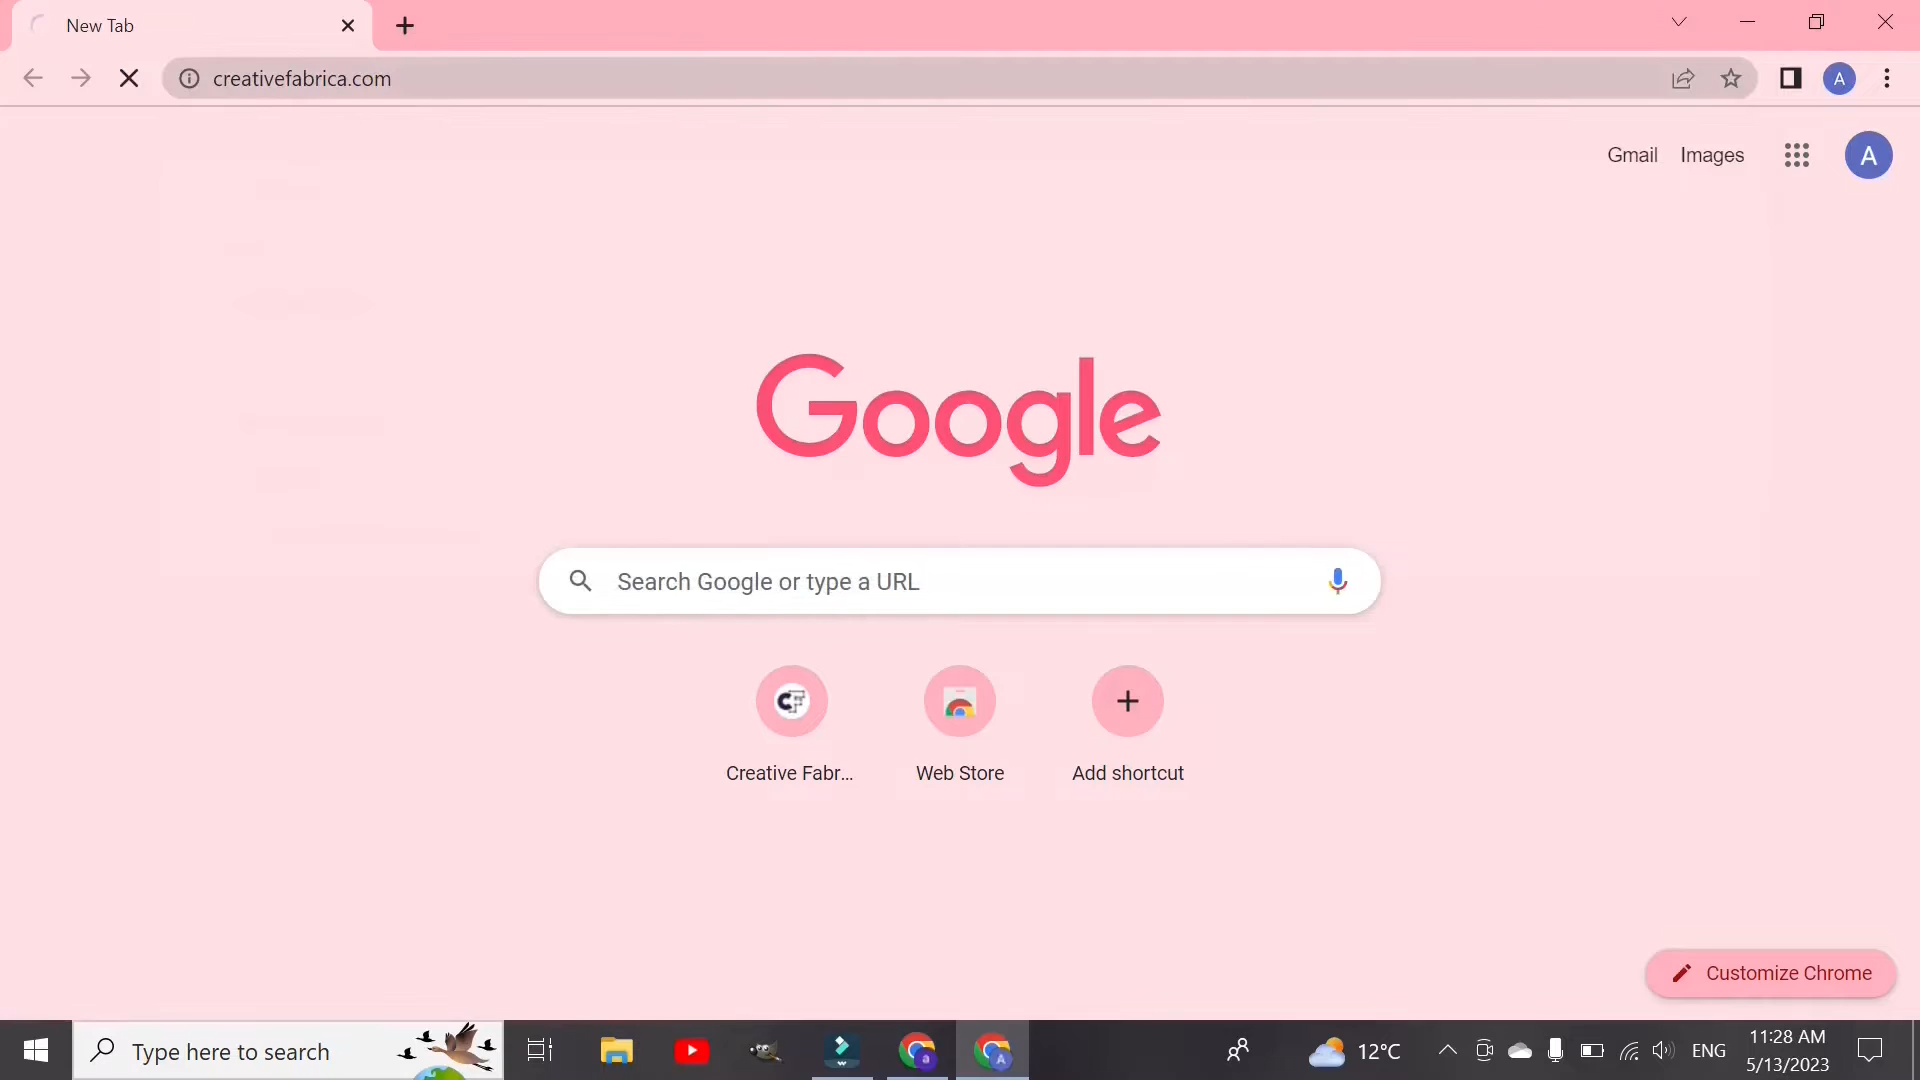 New Tab
creativefabrica.com
Gmail Images
A
A
Google
Search Google or type a URL
Creative Fabr...
Web Store
Add shortcut
Customize Chrome
Type here to search
a
A
12°C
ENG
11:28 AM
5/13/2023